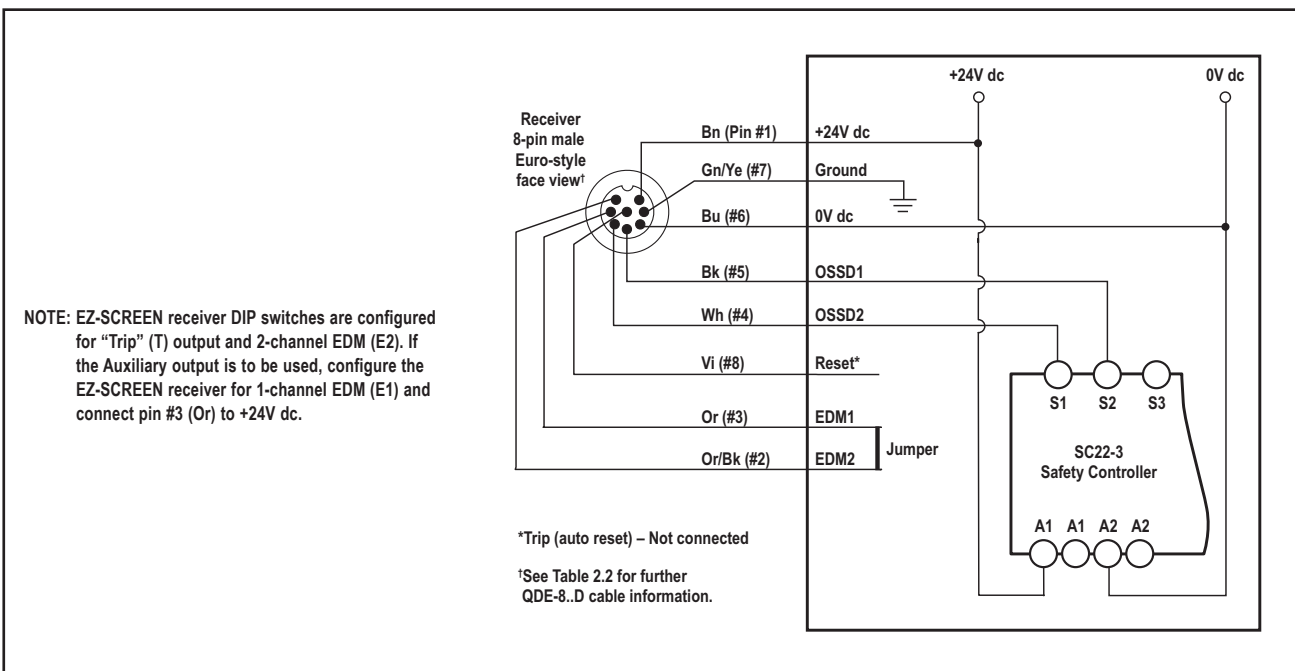 +24V dc
0V dc
Receiver
8-pin male
Euro-style
face view†
Bn (Pin #1)
+24V dc
Gn/Ye (#7)
Ground
Bu (#6)
0V dc
Bk (#5)
OSSD1
Wh (#4)
OSSD2
Vi (#8)
Reset*
Or (#3)
EDM1
Or/Bk (#2)
EDM2
Jumper
NOTE: EZ-SCREEN receiver DIP switches are configured
for “Trip” (T) output and 2-channel EDM (E2). If
the Auxiliary output is to be used, configure the
EZ-SCREEN receiver for 1-channel EDM (E1) and
connect pin #3 (Or) to +24V dc.
S1 S2 S3
SC22-3
Safety Controller
A1 A1 A2 A2
*Trip (auto reset) – Not connected
†See Table 2.2 for further
QDE-8..D cable information.